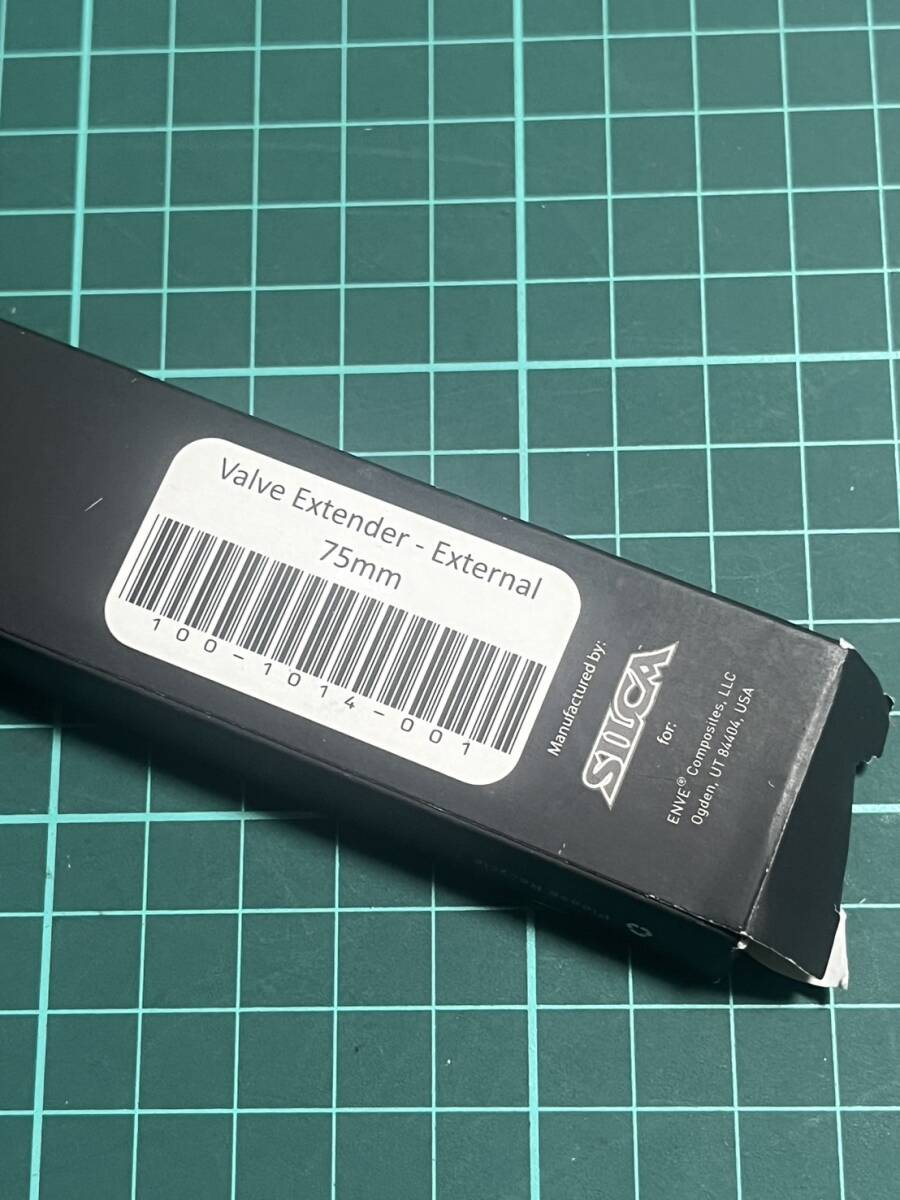 Valve Extender - External
75mm
100-1014-001
Manufactured by:
SILCA
for:
ENVE® Composites, LLC
Ogden, UT 84404, USA